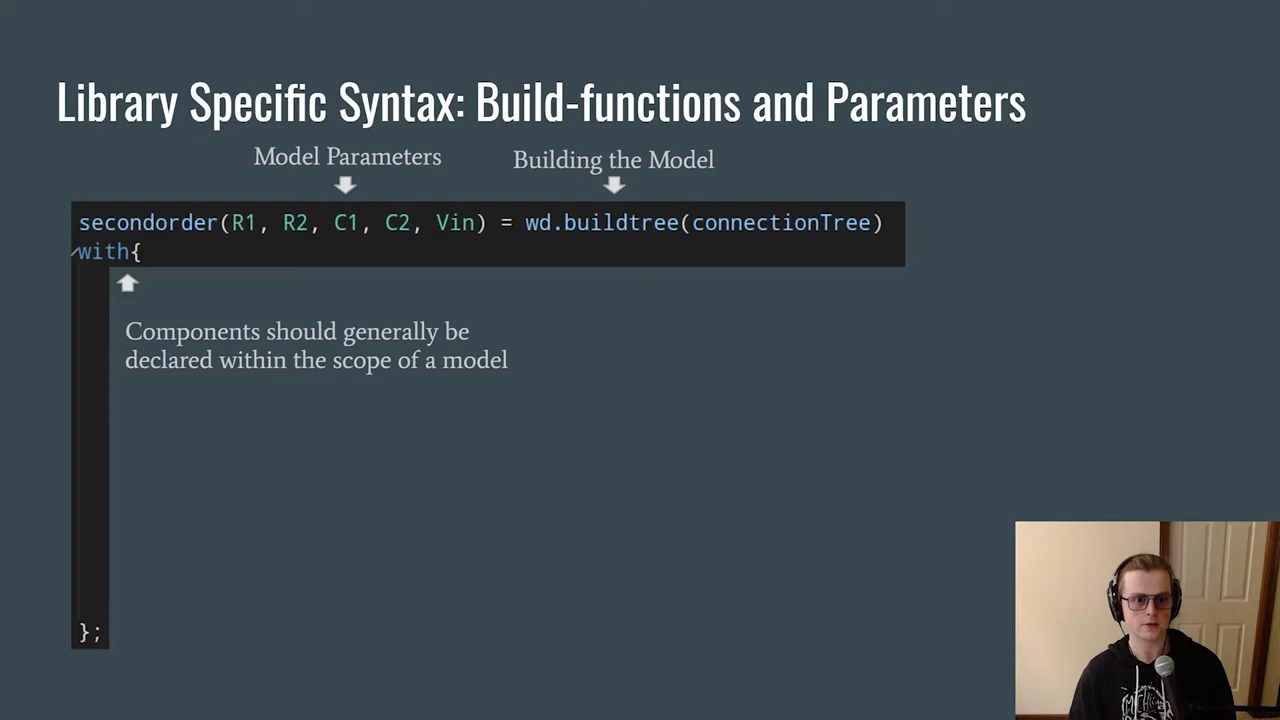 Library Specific Syntax: Build-functions and Parameters
Model Parameters
Building the Model
secondorder(R1, R2, C1, C2, Vin) = wd.buildtree(connectionTree)
with{
Components should generally be
declared within the scope of a model
};